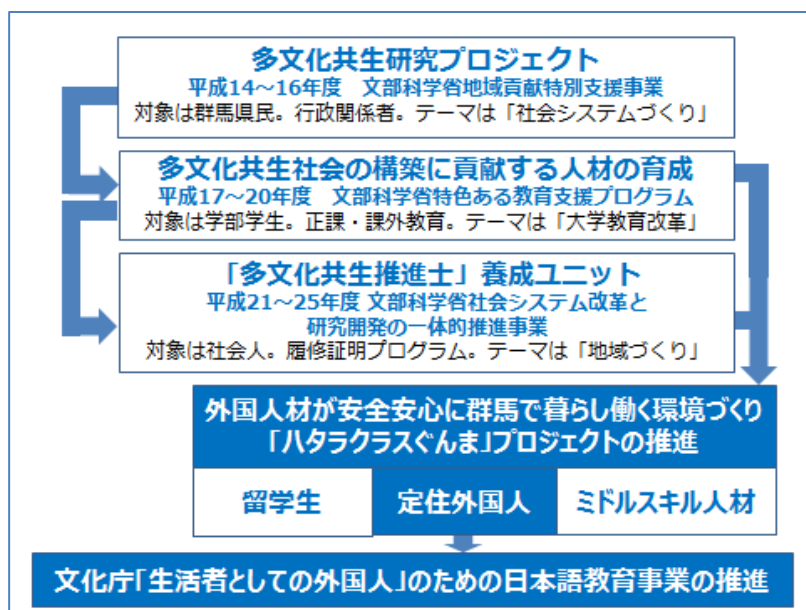 多文化共生研究プロジェクト
平成14～16年度　文部科学省地域貢献特別支援事業
対象は群馬県民。行政関係者。テーマは「社会システムづくり」
多文化共生社会の構築に貢献する人材の育成
平成17～20年度　文部科学省特色ある教育支援プログラム
対象は学部学生。正課・課外教育。テーマは「大学教育改革」
「多文化共生推進士」養成ユニット
平成21～25年度 文部科学省社会システム改革と
研究開発の一体的推進事業
対象は社会人。履修証明プログラム。テーマは「地域づくり」
外国人材が安全安心に群馬で暮らし働く環境づくり
「ハタラクラスぐんま」プロジェクトの推進
留学生
定住外国人
ミドルスキル人材
文化庁「生活者としての外国人」のための日本語教育事業の推進